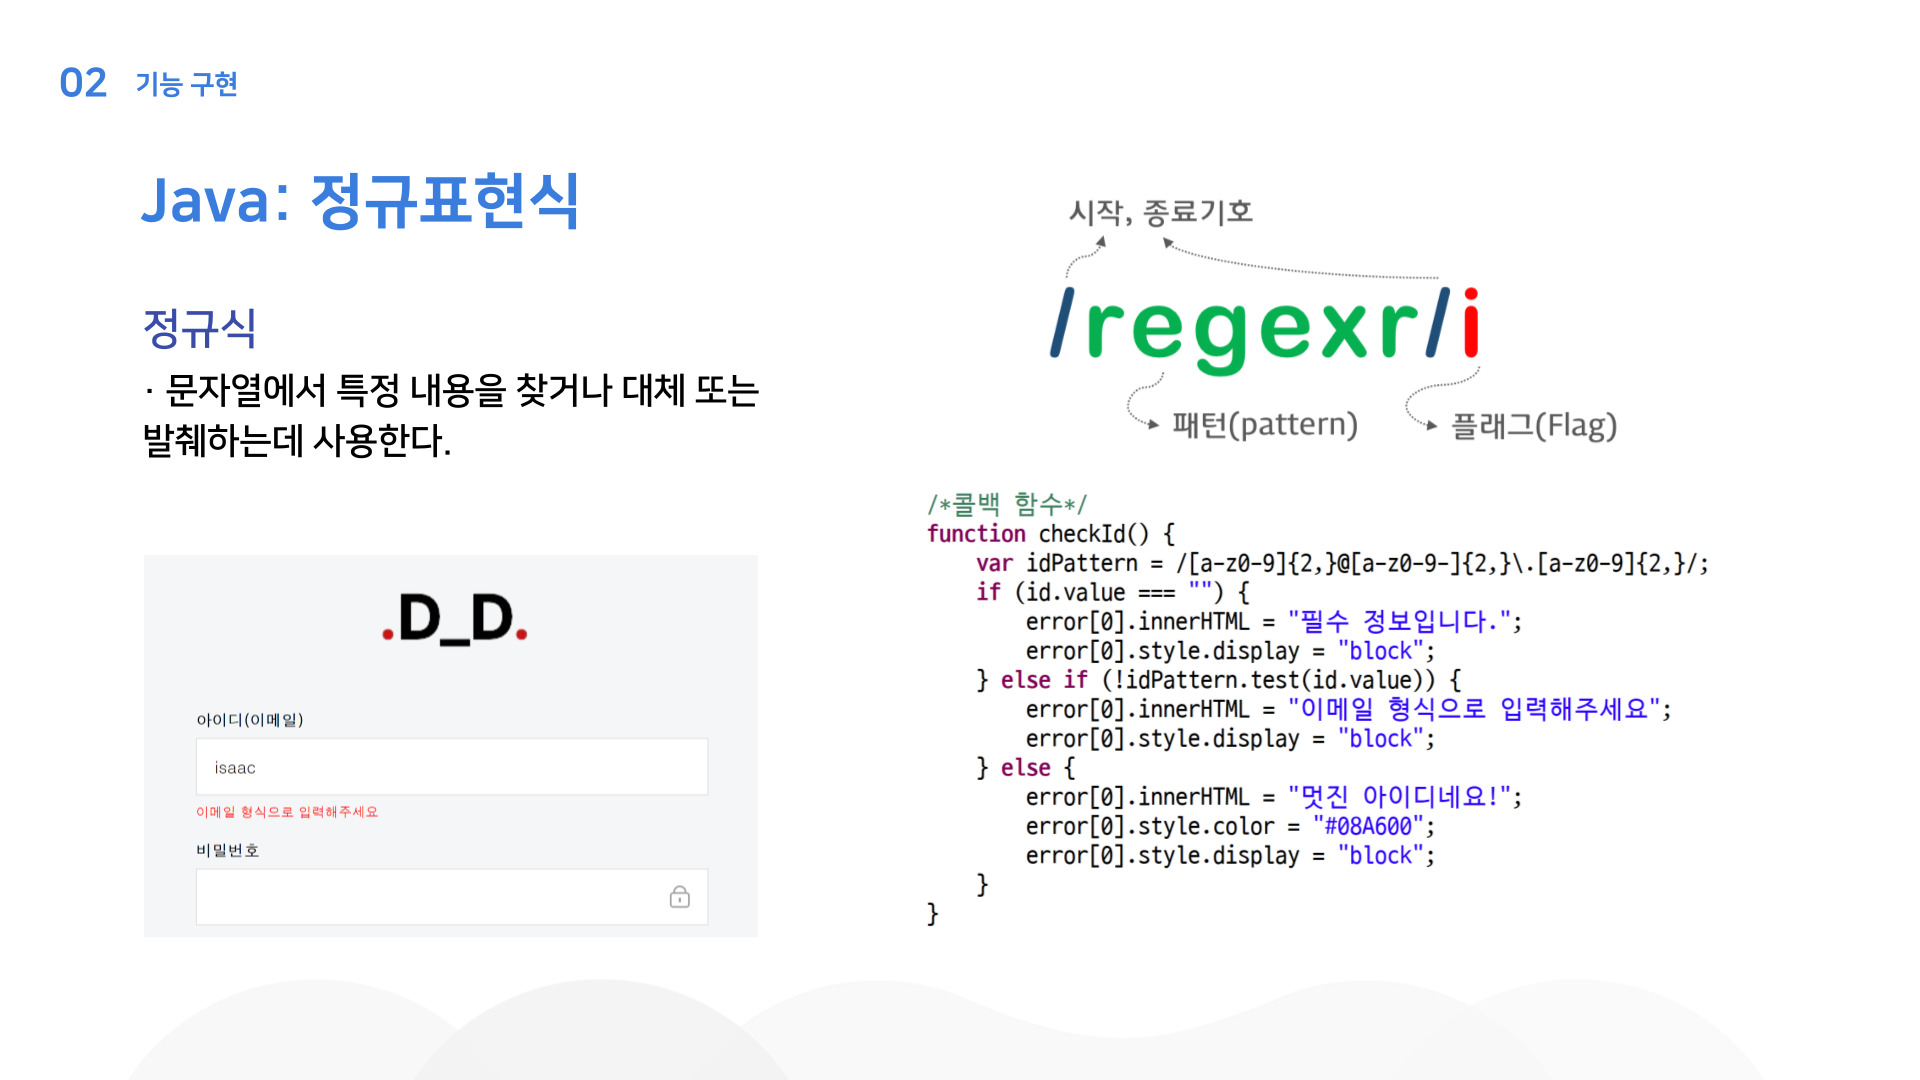 02 기능 구현
Java: 정규표현식
정규식
· 문자열에서 특정 내용을 찾거나 대체 또는
발췌하는데 사용한다.
.D_D.
아이디(이메일)
isaac
이메일 형식으로 입력해주세요
비밀번호
시작, 종료기호
/regexr/i
패턴(pattern)
플래그(Flag)
/*콜백 함수*/
function checkId() {
    var idPattern = /[a-z0-9]{2,}@[a-z0-9-]{2,}\.[a-z0-9]{2,}/;
    if (id.value === "") {
        error[0].innerHTML = "필수 정보입니다.";
        error[0].style.display = "block";
    } else if (!idPattern.test(id.value)) {
        error[0].innerHTML = "이메일 형식으로 입력해주세요";
        error[0].style.display = "block";
    } else {
        error[0].innerHTML = "멋진 아이디네요!";
        error[0].style.color = "#08A600";
        error[0].style.display = "block";
    }
}